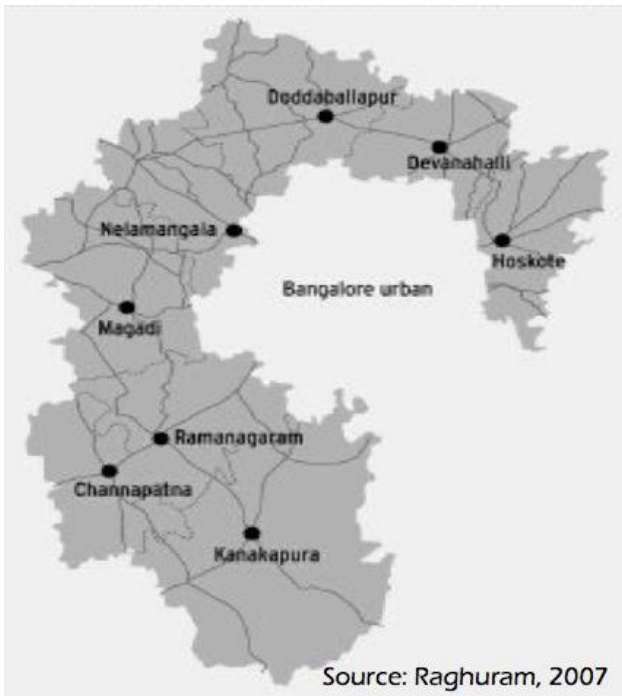 Doddaballapur
Devanahalli
Nelamangala
Hoskote
Bangalore urban
Magadi
Ramanagaram
Channapatna
Kanakapura
Source: Raghuram, 2007